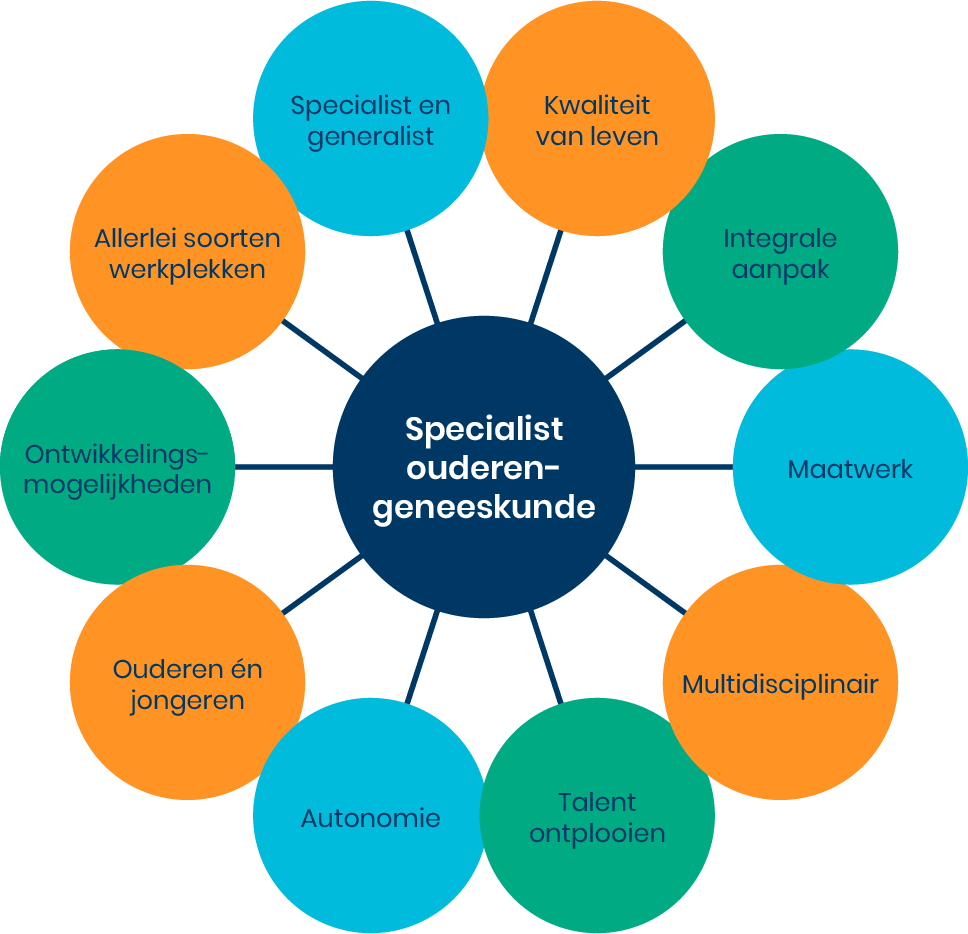 Specialist en
generalist
Kwaliteit
van leven
Allerlei soorten
werkplekken
Integrale
aanpak
Specialist
ouderen-
geneeskunde
Ontwikkelings-
mogelijkheden
Maatwerk
Ouderen én
jongeren
Multidisciplinair
Autonomie
Talent
ontplooien